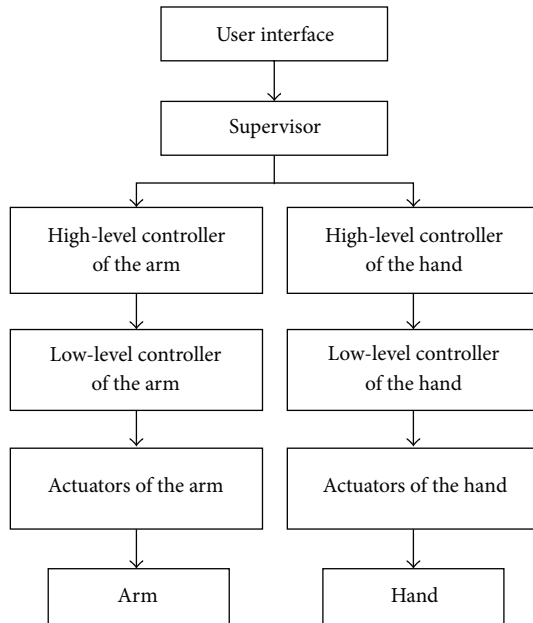 User interface
Supervisor
High-level controller
of the arm
High-level controller
of the hand
Low-level controller
of the arm
Low-level controller
of the hand
Actuators of the arm
Actuators of the hand
Arm
Hand